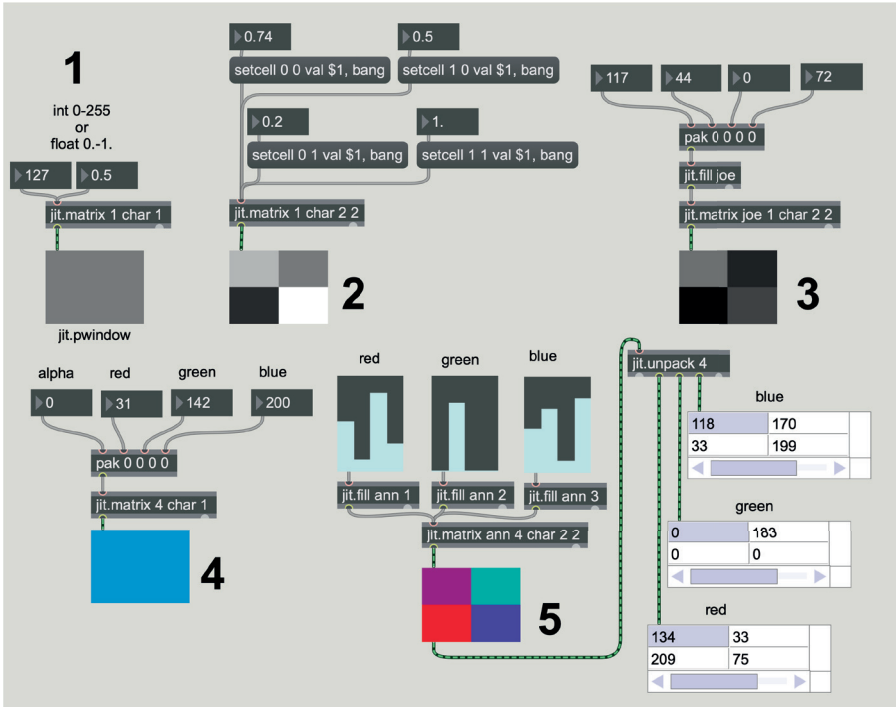 1
int 0-255
or
float 0.-1.
127
0.5
jit.matrix 1 char 1
jit.pwindow
0.74
0.5
setcell 0 0 val $1, bang
setcell 1 0 val $1, bang
0.2
1.
setcell 0 1 val $1, bang
setcell 1 1 val $1, bang
jit.matrix 1 char 2 2
2
117
44
0
72
pak 0 0 0 0
jit.fill joe
jit.matrix joe 1 char 2 2
3
alpha
red
green
blue
0
31
142
200
pak 0 0 0 0
jit.matrix 4 char 1
4
red
green
blue
jit.fill ann 1
jit.fill ann 2
jit.fill ann 3
jit.matrix ann 4 char 2 2
5
jit.unpack 4
blue
118 170
33 199
green
0 183
0 0
red
134 33
209 75